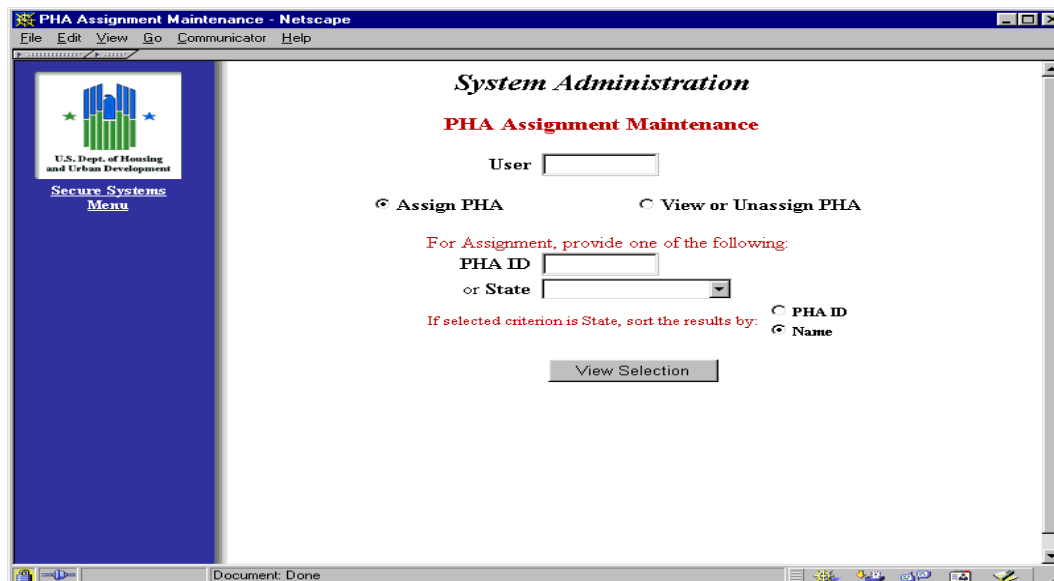 PHA Assignment Maintenance - Netscape
File Edit View Go Communicator Help
U.S. Dept. of Housing
and Urban Development
Secure Systems
Menu
System Administration
PHA Assignment Maintenance
User
Assign PHA View or Unassign PHA
For Assignment, provide one of the following:
PHA ID
or State
If selected criterion is State, sort the results by:
PHA ID
Name
View Selection
Document: Done